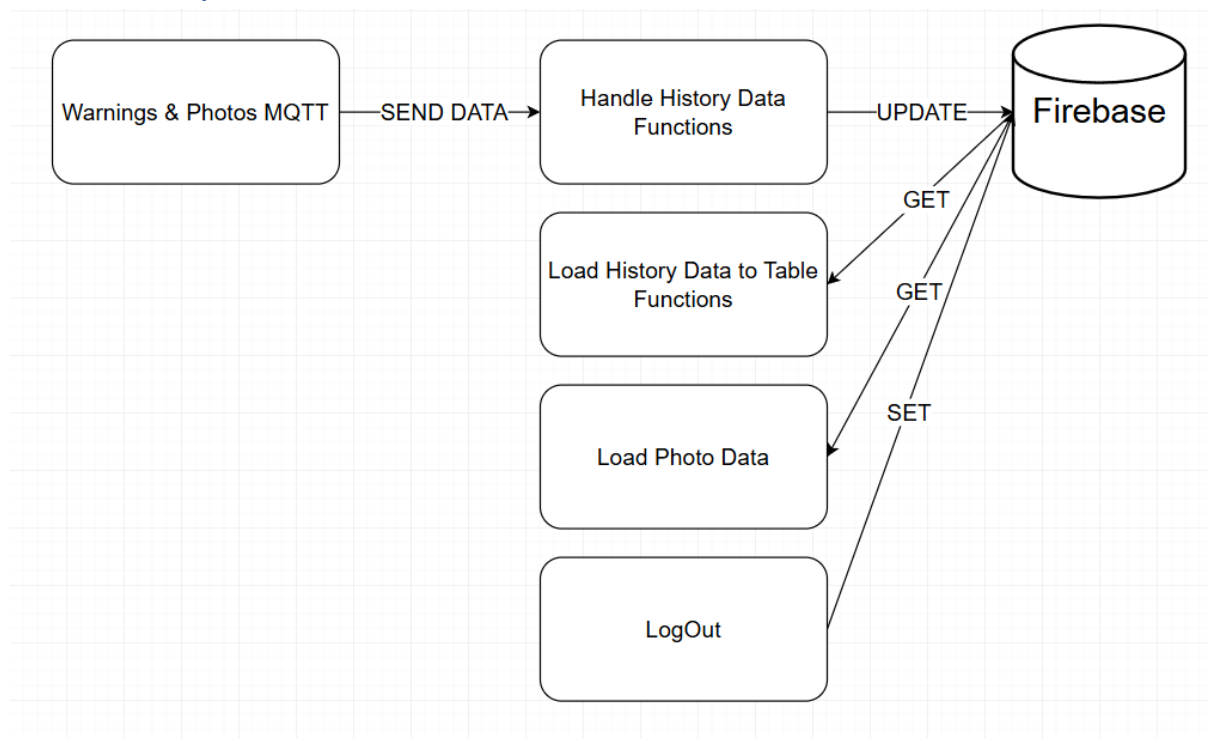 Warnings & Photos MQTT
SEND DATA
Handle History Data
Functions
UPDATE
Firebase
GET
Load History Data to Table
Functions
GET
SET
Load Photo Data
LogOut